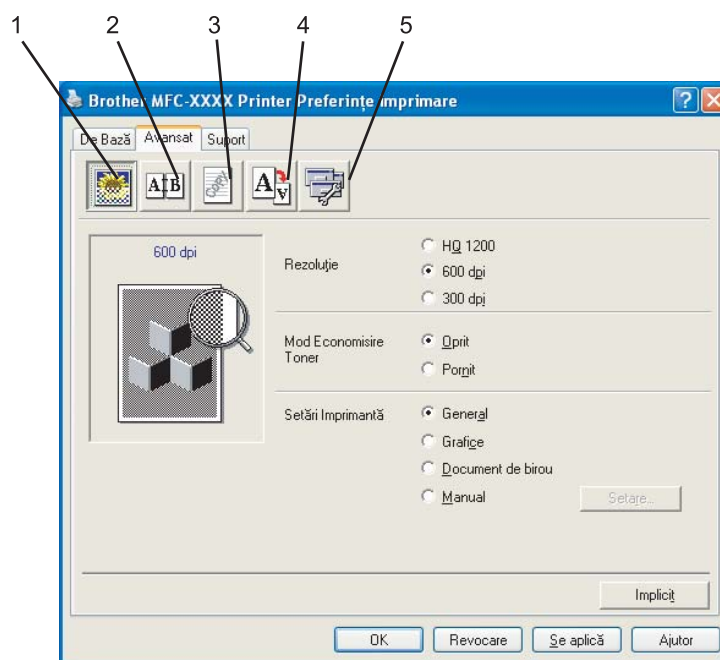 1 2 3 4 5
Brother MFC-XXXX Printer Preferințe imprimare
De Bază Avansat Suport
A B COPY A A
600 dpi
Rezoluție
HQ 1200
600 dpi
300 dpi
Mod Economisire
Toner
Oprit
Pornit
Setări Imprimantă
General
Grafice
Document de birou
Manual
Setare...
Implicit
OK Revocare Se aplică Ajutor